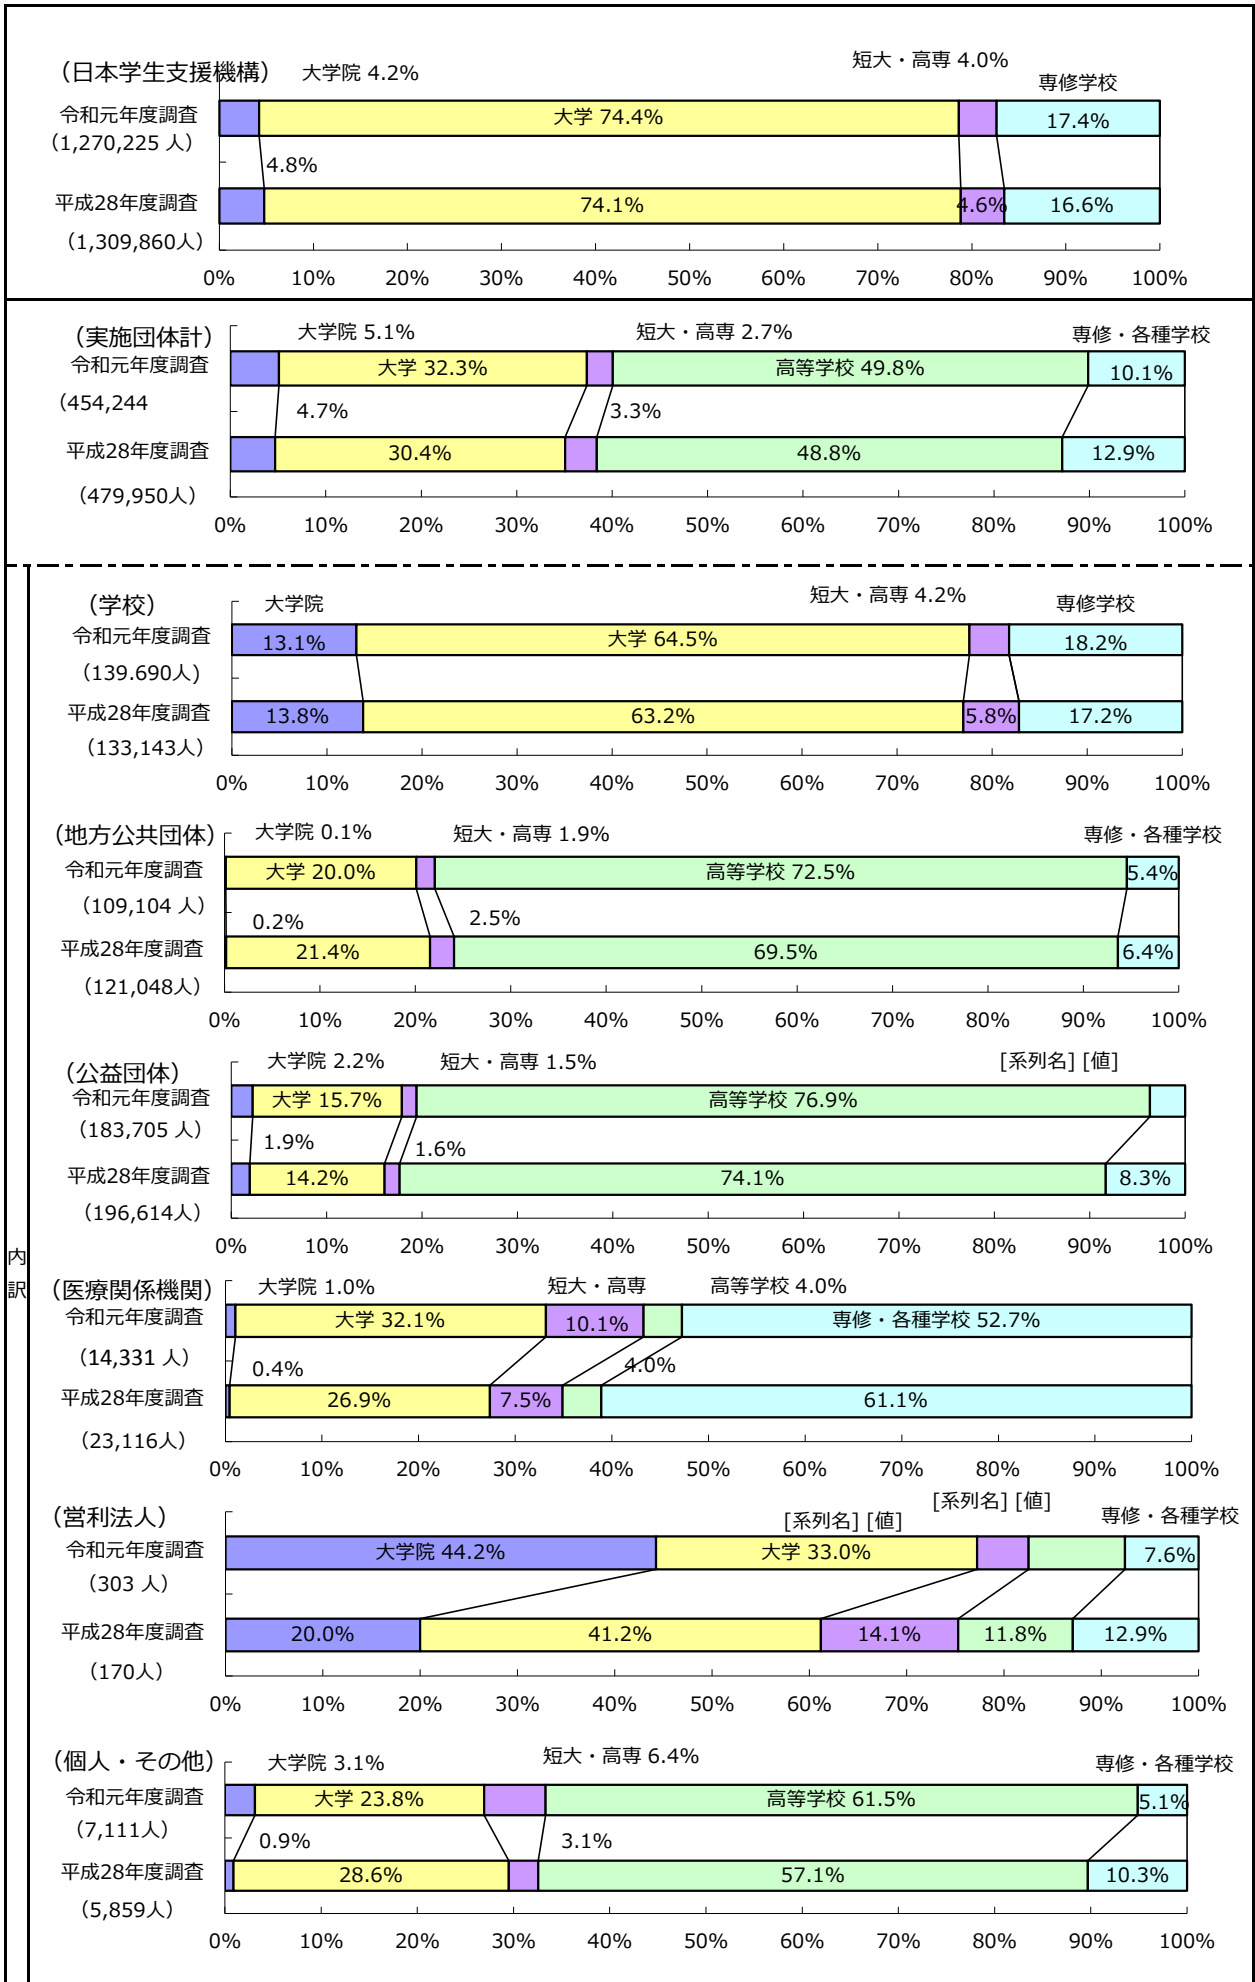 （日本学生支援機構）
大学院 4.2%
短大・高専 4.0%
専修学校
令和元年度調査
大学 74.4%
17.4%
（1,270,225 人）
4.8%
平成28年度調査
74.1%
4.6%
16.6%
（1,309,860人）
0% 10% 20% 30% 40% 50% 60% 70% 80% 90% 100%
（実施団体計）
大学院 5.1%
短大・高専 2.7%
専修・各種学校
令和元年度調査
大学 32.3%
高等学校 49.8%
10.1%
（454,244
4.7%
3.3%
平成28年度調査
30.4%
48.8%
12.9%
（479,950人）
0% 10% 20% 30% 40% 50% 60% 70% 80% 90% 100%
内
訳
（学校）
大学院
短大・高専 4.2%
専修学校
令和元年度調査
13.1%
大学 64.5%
18.2%
（139.690人)
平成28年度調査
13.8%
63.2%
5.8%
17.2%
（133,143人）
0% 10% 20% 30% 40% 50% 60% 70% 80% 90% 100%
（地方公共団体）
大学院 0.1%
短大・高専 1.9%
専修・各種学校
令和元年度調査
大学 20.0%
高等学校 72.5%
5.4%
（109,104 人）
0.2%
2.5%
平成28年度調査
21.4%
69.5%
6.4%
（121,048人）
0% 10% 20% 30% 40% 50% 60% 70% 80% 90% 100%
（公益団体）
大学院 2.2%
短大・高専 1.5%
[系列名] [値]
令和元年度調査
大学 15.7%
高等学校 76.9%
（183,705 人）
1.9%
1.6%
平成28年度調査
14.2%
74.1%
8.3%
（196,614人）
0% 10% 20% 30% 40% 50% 60% 70% 80% 90% 100%
（医療関係機関）
大学院 1.0%
短大・高専
高等学校 4.0%
令和元年度調査
大学 32.1%
10.1%
専修・各種学校 52.7%
（14,331 人）
0.4%
4.0%
平成28年度調査
26.9%
7.5%
61.1%
（23,116人）
0% 10% 20% 30% 40% 50% 60% 70% 80% 90% 100%
（営利法人）
[系列名] [値]
[系列名] [値]
専修・各種学校
令和元年度調査
大学院 44.2%
大学 33.0%
7.6%
（303 人）
平成28年度調査
20.0%
41.2%
14.1%
11.8%
12.9%
（170人）
0% 10% 20% 30% 40% 50% 60% 70% 80% 90% 100%
（個人・その他）
大学院 3.1%
短大・高専 6.4%
専修・各種学校
令和元年度調査
大学 23.8%
高等学校 61.5%
5.1%
（7,111人）
0.9%
3.1%
平成28年度調査
28.6%
57.1%
10.3%
（5,859人）
0% 10% 20% 30% 40% 50% 60% 70% 80% 90% 100%